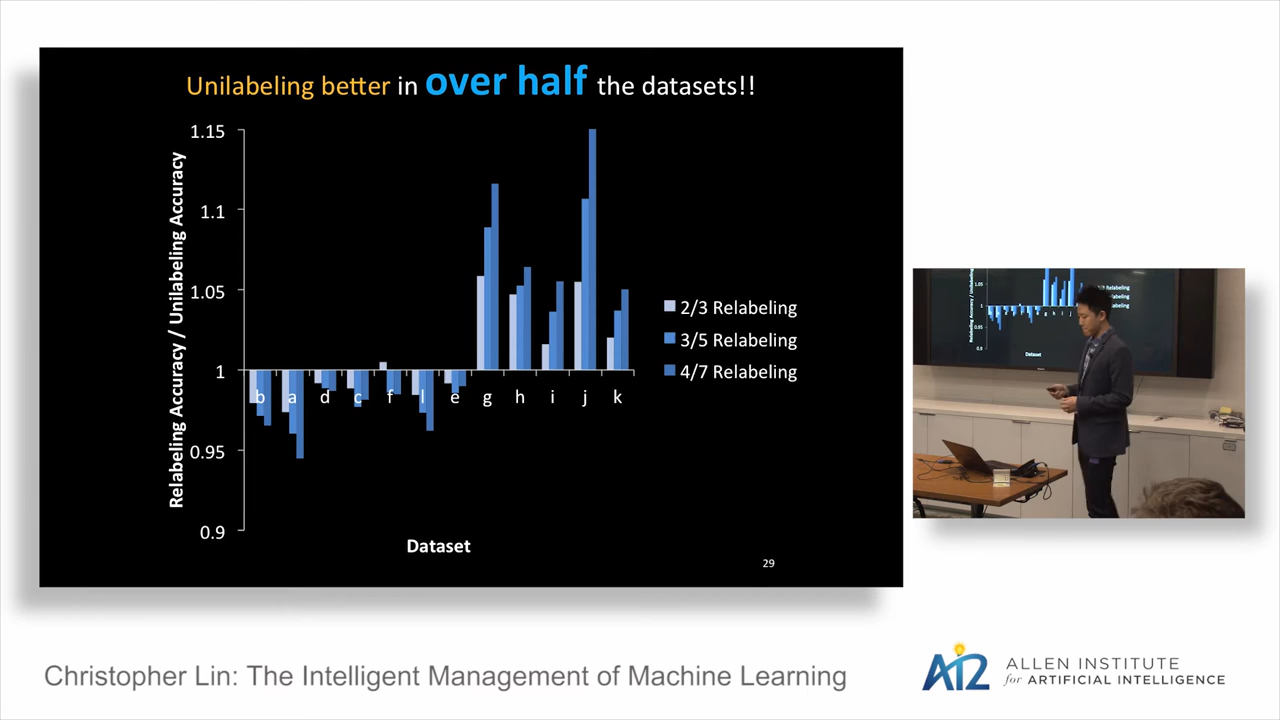 Unilabeling better in over half the datasets!!
Relabeling Accuracy / Unilabeling Accuracy
1.15
1.1
1.05
1
0.95
0.9
b a d c f l e g h i j k
Dataset
2/3 Relabeling
3/5 Relabeling
4/7 Relabeling
29
Christopher Lin: The Intelligent Management of Machine Learning
AI2
ALLEN INSTITUTE
for ARTIFICIAL INTELLIGENCE